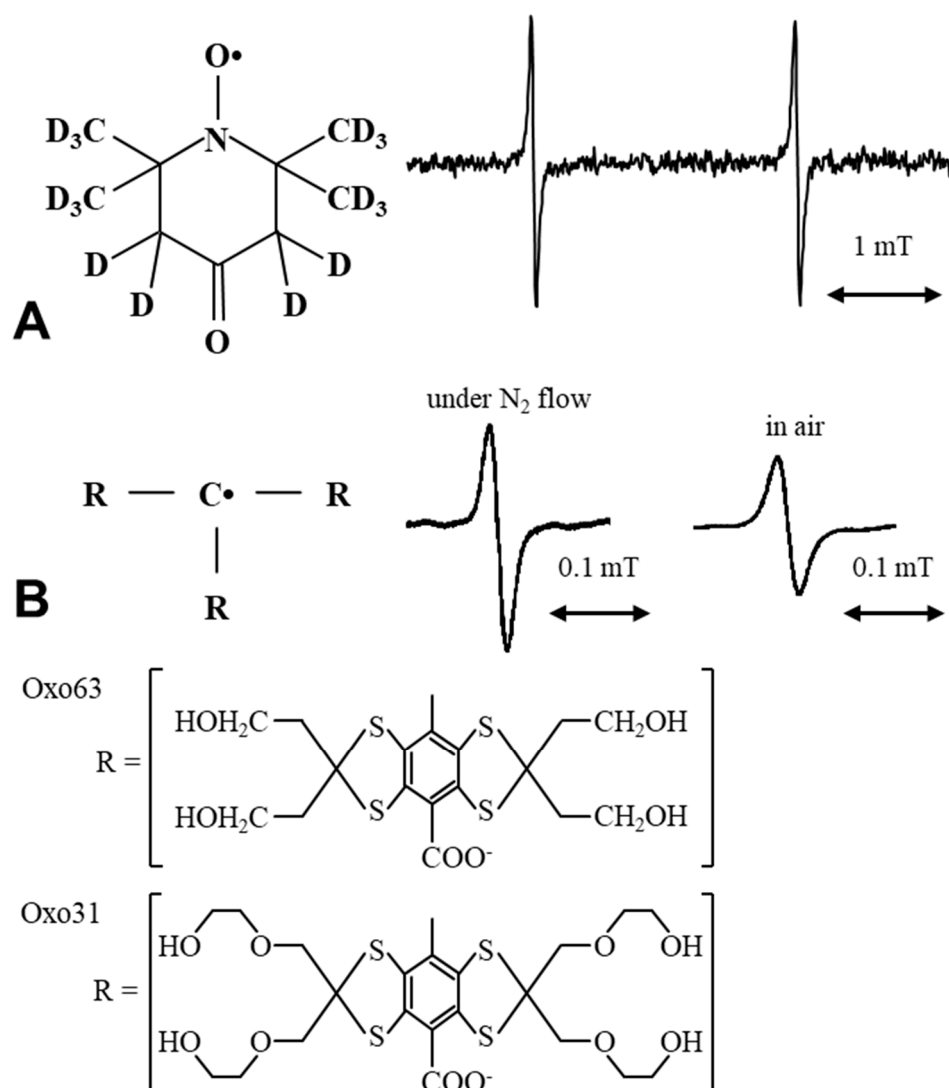 O•
D₃C N CD₃
D₃C CD₃
D D
D D
O
1 mT
A
under N₂ flow
in air
R C• R
R
0.1 mT
0.1 mT
B
Oxo63
HOH₂C S S CH₂OH
R =
HOH₂C S S CH₂OH
COO⁻
Oxo31
HO O S S O OH
R =
HO O S S O OH
COO⁻